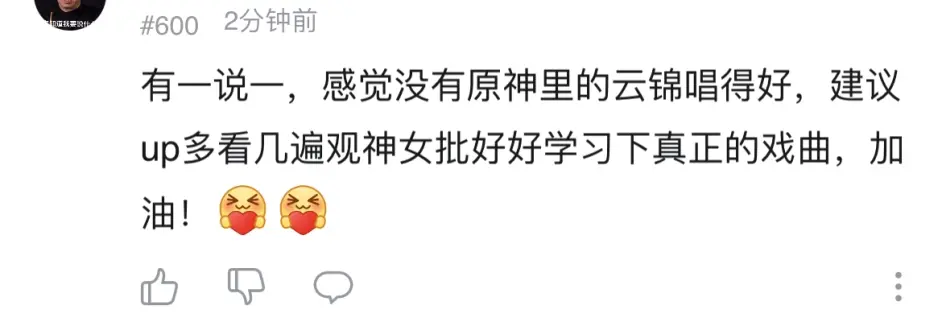 #600 2分钟前
有一说一，感觉没有原神里的云锦唱得好，建议
up多看几遍观神女批好好学习下真正的戏曲，加
油！